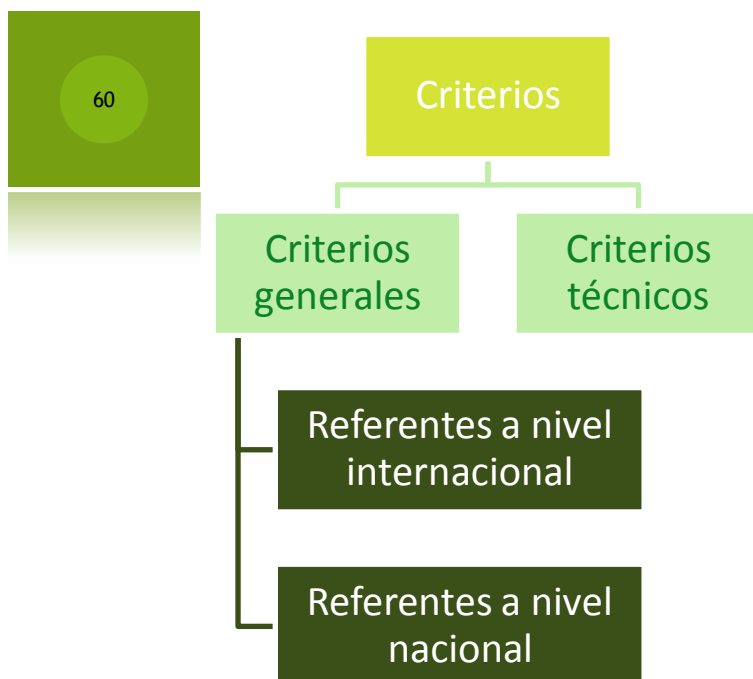 60
Criterios
Criterios
generales
Criterios
técnicos
Referentes a nivel
internacional
Referentes a nivel
nacional